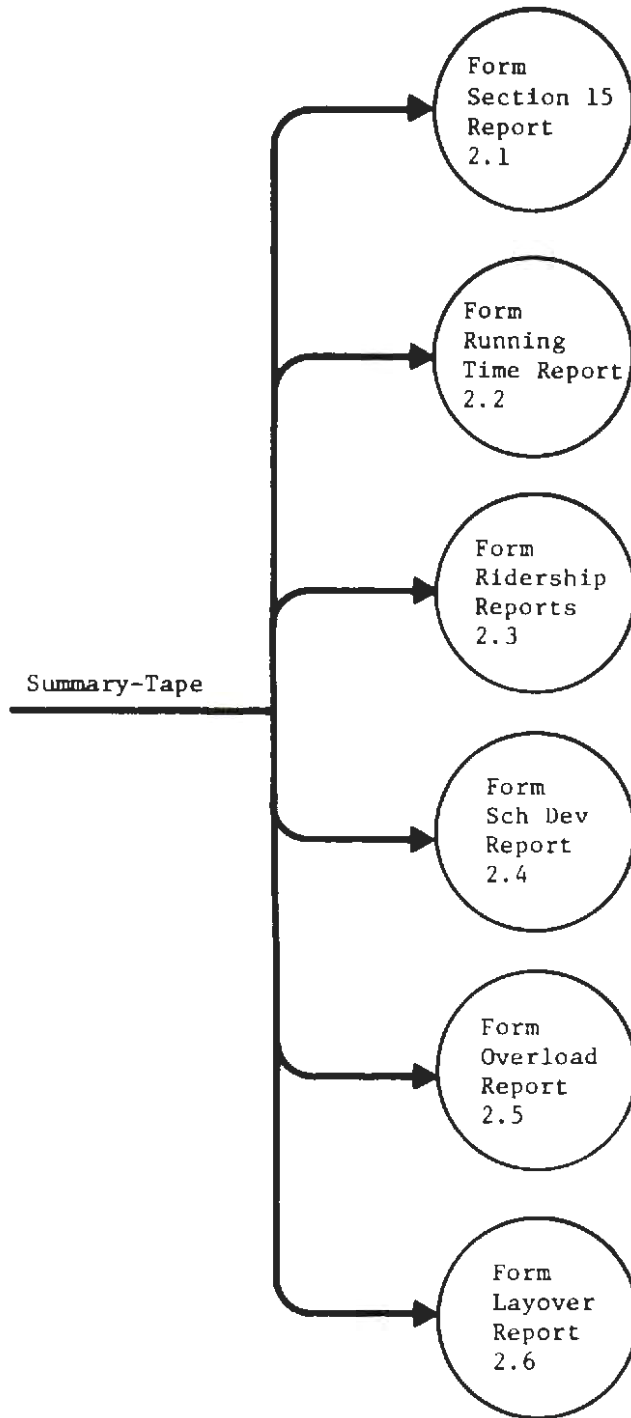 Form
Section 15
Report
2.1
Form
Running
Time Report
2.2
Form
Ridership
Reports
2.3
Summary-Tape
Form
Sch Dev
Report
2.4
Form
Overload
Report
2.5
Form
Layover
Report
2.6